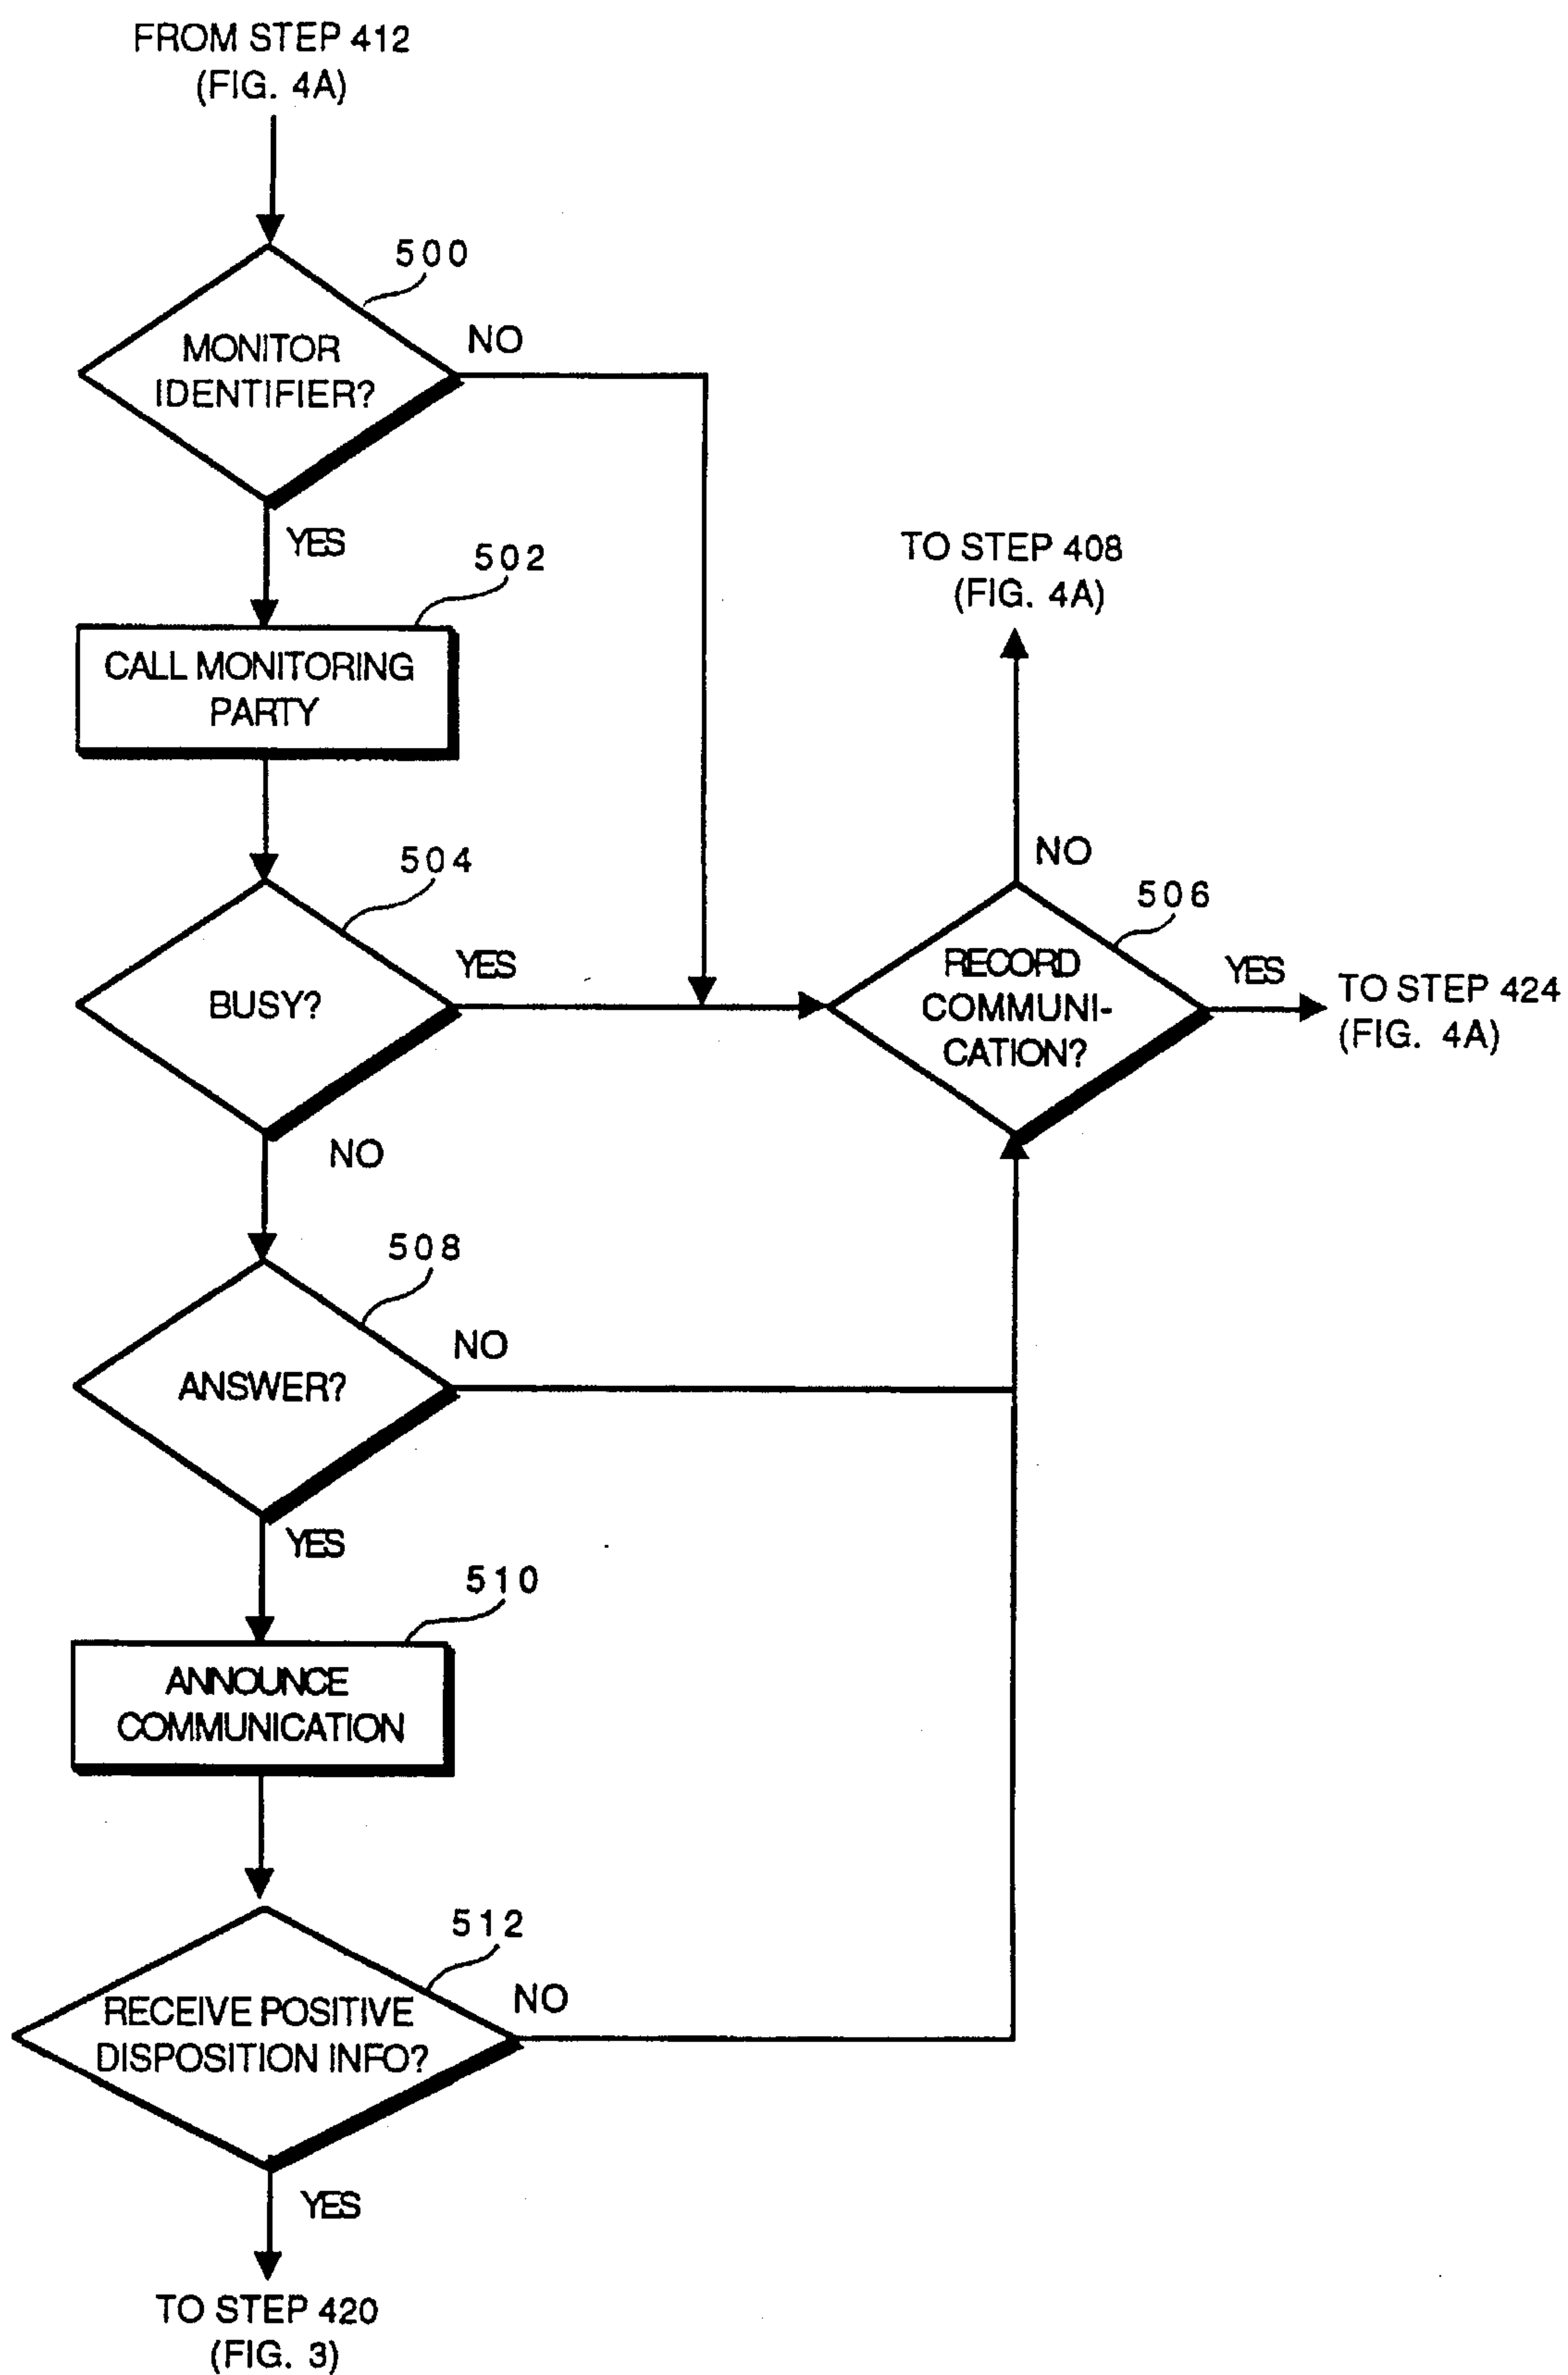 FROM STEP 412
(FIG. 4A)
500
MONITOR
IDENTIFIER?
NO
YES
502
CALL MONITORING
PARTY
TO STEP 408
(FIG. 4A)
504
BUSY?
YES
NO
NO
506
RECORD
COMMUNI-
CATION?
YES
TO STEP 424
(FIG. 4A)
508
ANSWER?
NO
YES
510
ANNOUNCE
COMMUNICATION
512
RECEIVE POSITIVE
DISPOSITION INFO?
NO
YES
TO STEP 420
(FIG. 3)